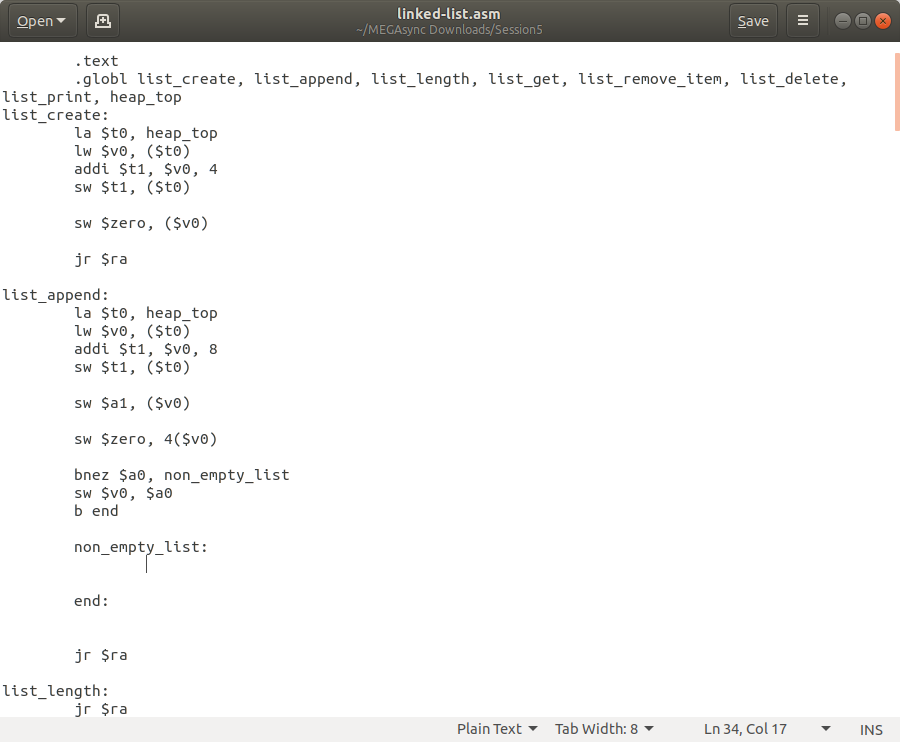 Open
linked-list.asm
~/MEGAsync Downloads/Session5
Save
.text
.globl list_create, list_append, list_length, list_get, list_remove_item, list_delete,
list_print, heap_top
list_create:
la $t0, heap_top
lw $v0, ($t0)
addi $t1, $v0, 4
sw $t1, ($t0)
sw $zero, ($v0)
jr $ra
list_append:
la $t0, heap_top
lw $v0, ($t0)
addi $t1, $v0, 8
sw $t1, ($t0)
sw $a1, ($v0)
sw $zero, 4($v0)
bnez $a0, non_empty_list
sw $v0, $a0
b end
non_empty_list:
end:
jr $ra
list_length:
jr $ra
Plain Text Tab Width: 8 Ln 34, Col 17 INS